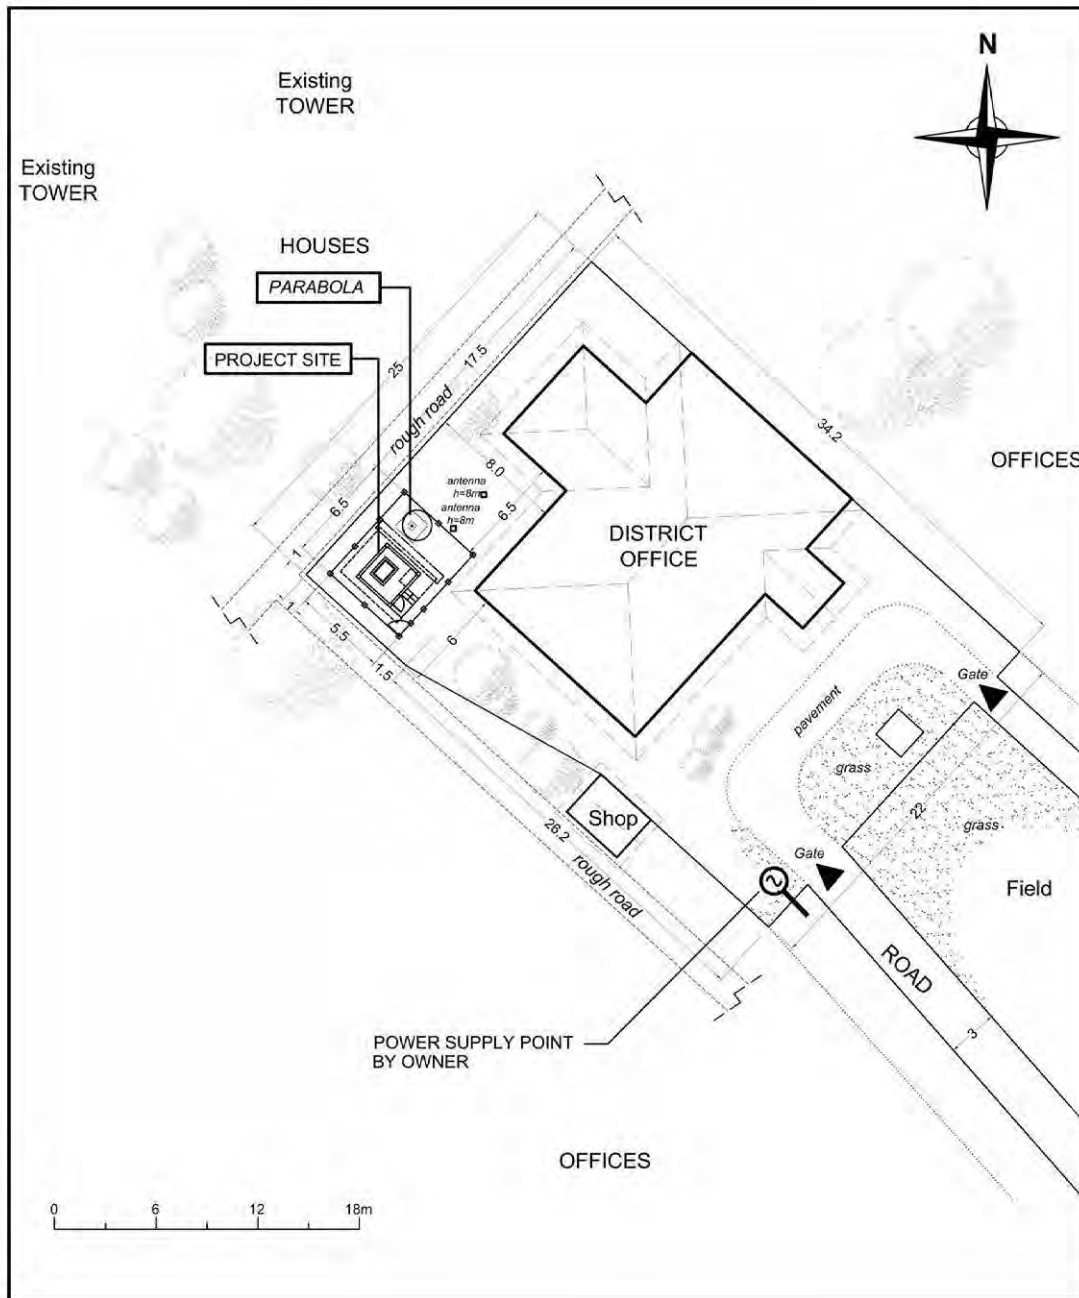 N
Existing
TOWER
Existing
TOWER
HOUSES
PARABOLA
PROJECT SITE
25
17.5
rough road
34.2
OFFICES
8.0
antenna
h=8m
6.5
antenna
h=8m
6.5
DISTRICT
OFFICE
1
1
5.5
1.5
6
Gate
pavement
grass
22
grass
Shop
26.2
rough road
Gate
Field
ROAD
3
POWER SUPPLY POINT
BY OWNER
OFFICES
0 6 12 18m